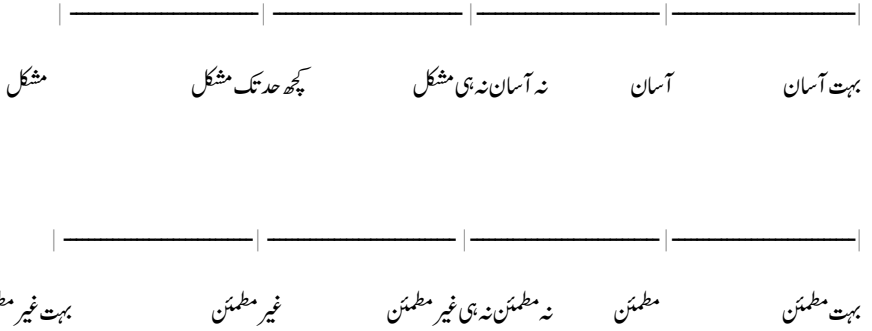 بہت آسان آسان نہ آسان نہ ہی مشکل کچھ حد تک مشکل مشکل
بہت مطمئن مطمئن نہ مطمئن نہ ہی غیر مطمئن غیر مطمئن بہت غیر